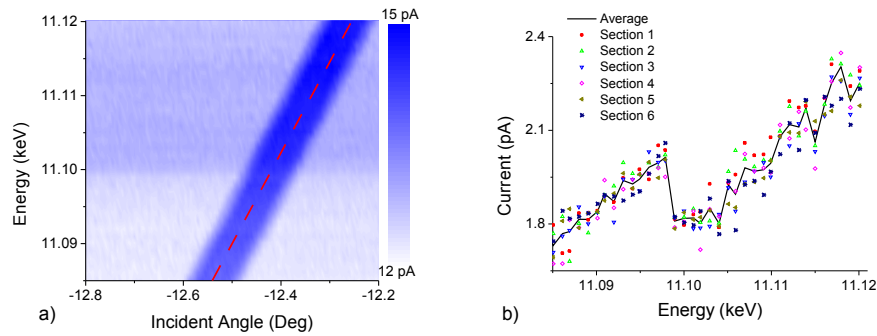 11.12
11.11
11.10
11.09
Energy (keV)
-12.8
-12.6
-12.4
-12.2
Incident Angle (Deg)
15 pA
12 pA
a)
Average
Section 1
Section 2
Section 3
Section 4
Section 5
Section 6
2.4
2.1
1.8
Current (pA)
11.09
11.10
11.11
11.12
Energy (keV)
b)